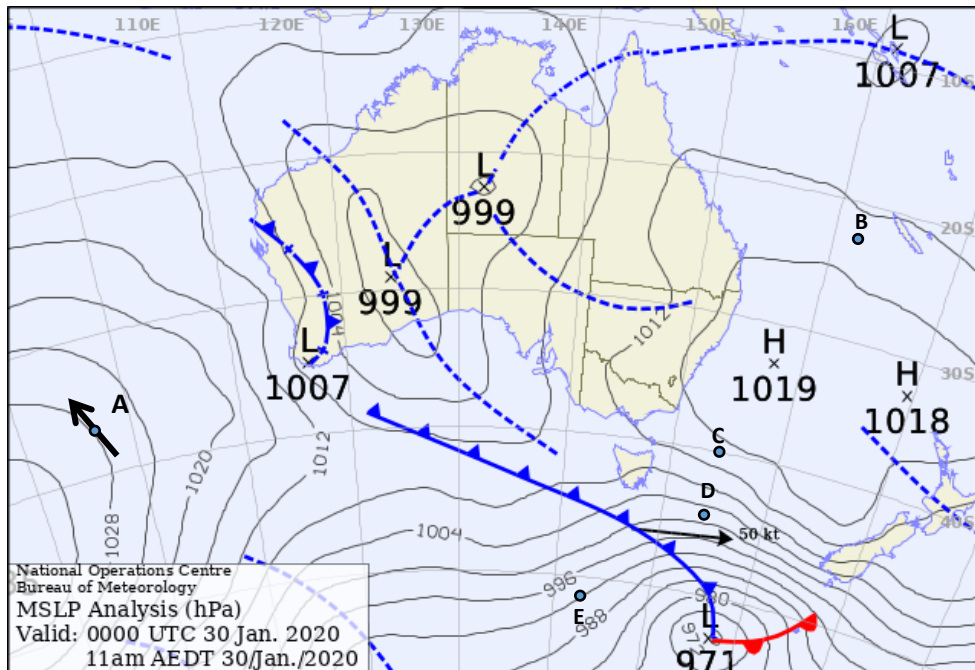 110E 120E 130E 140E 150E 160E
L
1007
10S
L
999
B
20S
L
999
1004
1012
L
1007
H
1019
30S
H
1018
A
C
1012
1020
D
40S
1004
50 kt
1028
996
980
E
988
L
972
971
National Operations Centre
Bureau of Meteorology
MSLP Analysis (hPa)
Valid: 0000 UTC 30 Jan. 2020
11am AEDT 30/Jan./2020